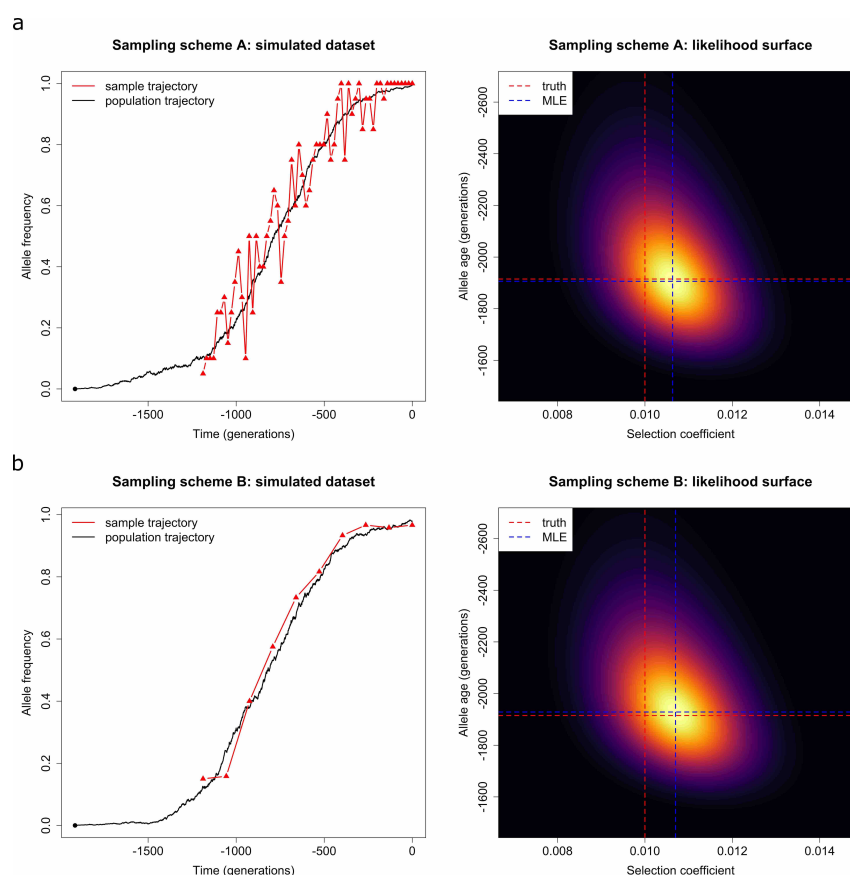 a
Sampling scheme A: simulated dataset
sample trajectory
population trajectory
Allele frequency
0.0
0.2
0.4
0.6
0.8
1.0
-1500
-1000
-500
0
Time (generations)
Sampling scheme A: likelihood surface
truth
MLE
Allele age (generations)
-2600
-2400
-2200
-2000
-1800
-1600
0.008
0.010
0.012
0.014
Selection coefficient
b
Sampling scheme B: simulated dataset
sample trajectory
population trajectory
Allele frequency
0.0
0.2
0.4
0.6
0.8
1.0
-1500
-1000
-500
0
Time (generations)
Sampling scheme B: likelihood surface
truth
MLE
Allele age (generations)
-2600
-2400
-2200
-2000
-1800
-1600
0.008
0.010
0.012
0.014
Selection coefficient